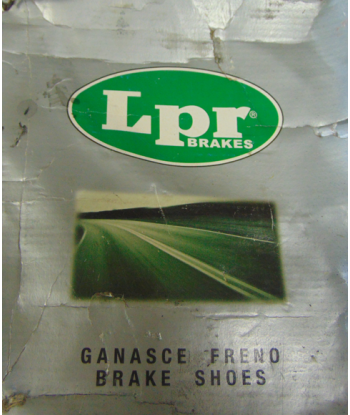 Lpr®
BRAKES
GANASCE FRENO
BRAKE SHOES